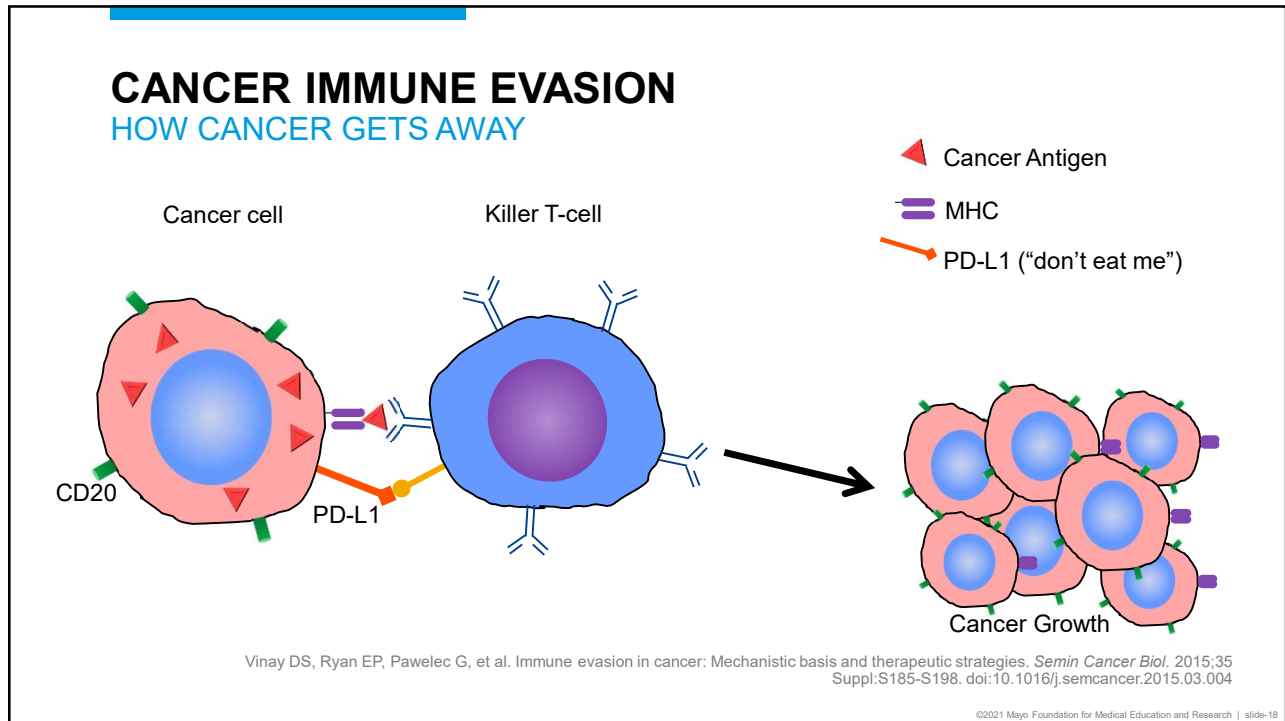 CANCER IMMUNE EVASION
HOW CANCER GETS AWAY
Cancer Antigen
MHC
PD-L1 (“don’t eat me”)
Cancer cell
Killer T-cell
CD20
PD-L1
Cancer Growth
Vinay DS, Ryan EP, Pawelec G, et al. Immune evasion in cancer: Mechanistic basis and therapeutic strategies. Semin Cancer Biol. 2015;35
Suppl:S185-S198. doi:10.1016/j.semcancer.2015.03.004
©2021 Mayo Foundation for Medical Education and Research | slide-18